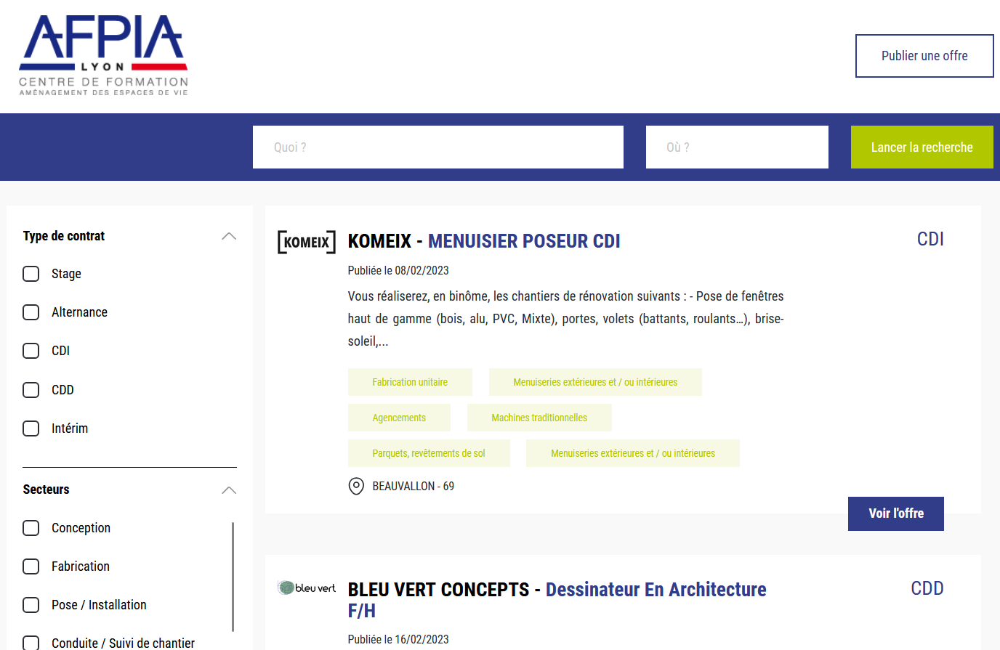 AFPIA
LYON
CENTRE DE FORMATION
AMÉNAGEMENT DES ESPACES DE VIE
Publier une offre
Quoi ?
Où ?
Lancer la recherche
Type de contrat
Stage
Alternance
CDI
CDD
Intérim
Secteurs
Conception
Fabrication
Pose / Installation
Conduite / Suivi de chantier
KOMEIX
KOMEIX - MENUISIER POSEUR CDI
CDI
Publiée le 08/02/2023
Vous réaliserez, en binôme, les chantiers de rénovation suivants : - Pose de fenêtres
haut de gamme (bois, alu, PVC, Mixte), portes, volets (battants, roulants...), brise-
soleil,...
Fabrication unitaire
Menuiseries extérieures et / ou intérieures
Agencements
Machines traditionnelles
Parquets, revêtements de sol
Menuiseries extérieures et / ou intérieures
BEAUVALLON - 69
Voir l'offre
bleu vert
BLEU VERT CONCEPTS - Dessinateur En Architecture
F/H
CDD
Publiée le 16/02/2023